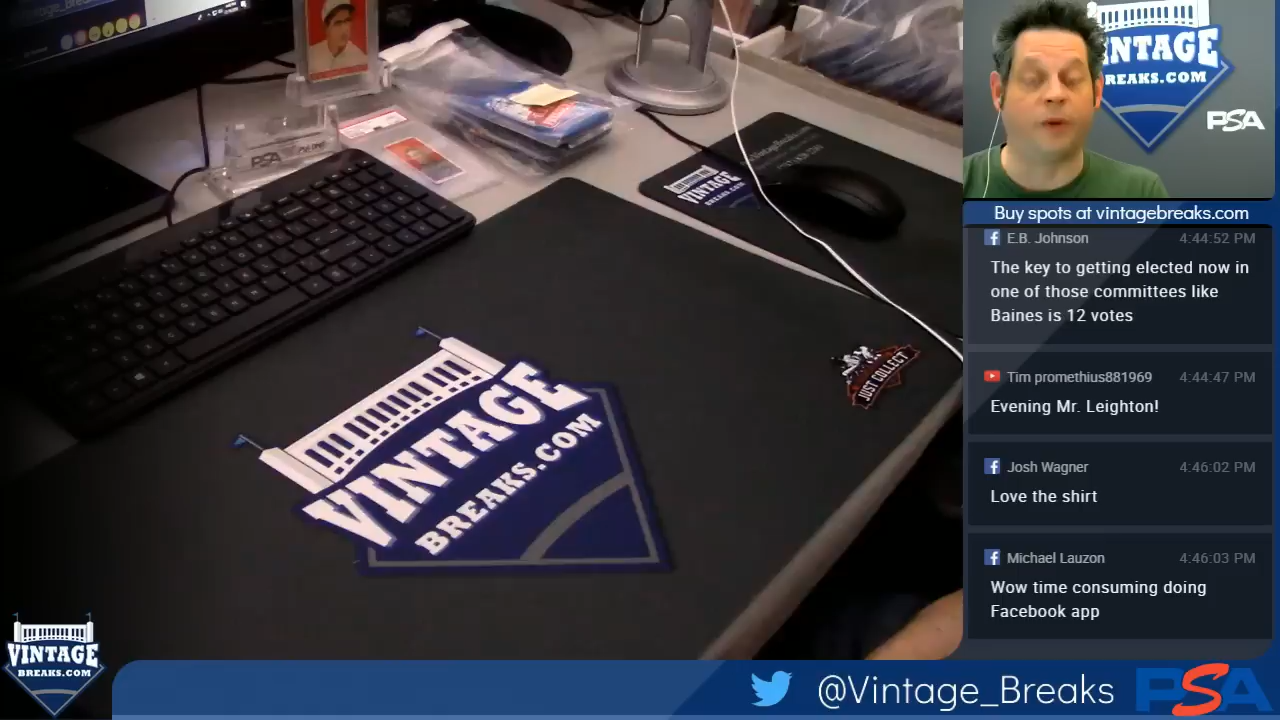 Vintage_Breaks
VINTAGE
BREAKS.COM
PSA
Buy spots at vintagebreaks.com
E.B. Johnson 4:44:52 PM
The key to getting elected now in
one of those committees like
Baines is 12 votes
Tim promethius881969 4:44:47 PM
Evening Mr. Leighton!
Josh Wagner 4:46:02 PM
Love the shirt
Michael Lauzon 4:46:03 PM
Wow time consuming doing
Facebook app
PSA
VINTAGE
BREAKS.COM
JUST COLLECT
VINTAGE
BREAKS.COM
VINTAGE
BREAKS.COM
@Vintage_Breaks
PSA